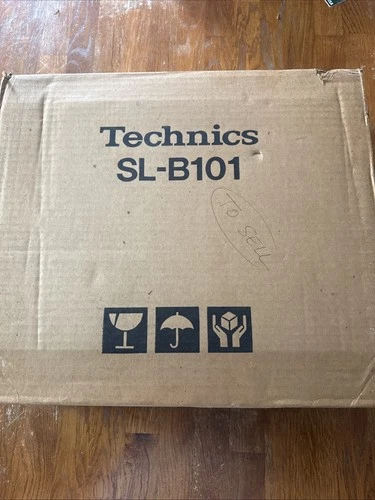 Technics
SL-B101
TO SELL